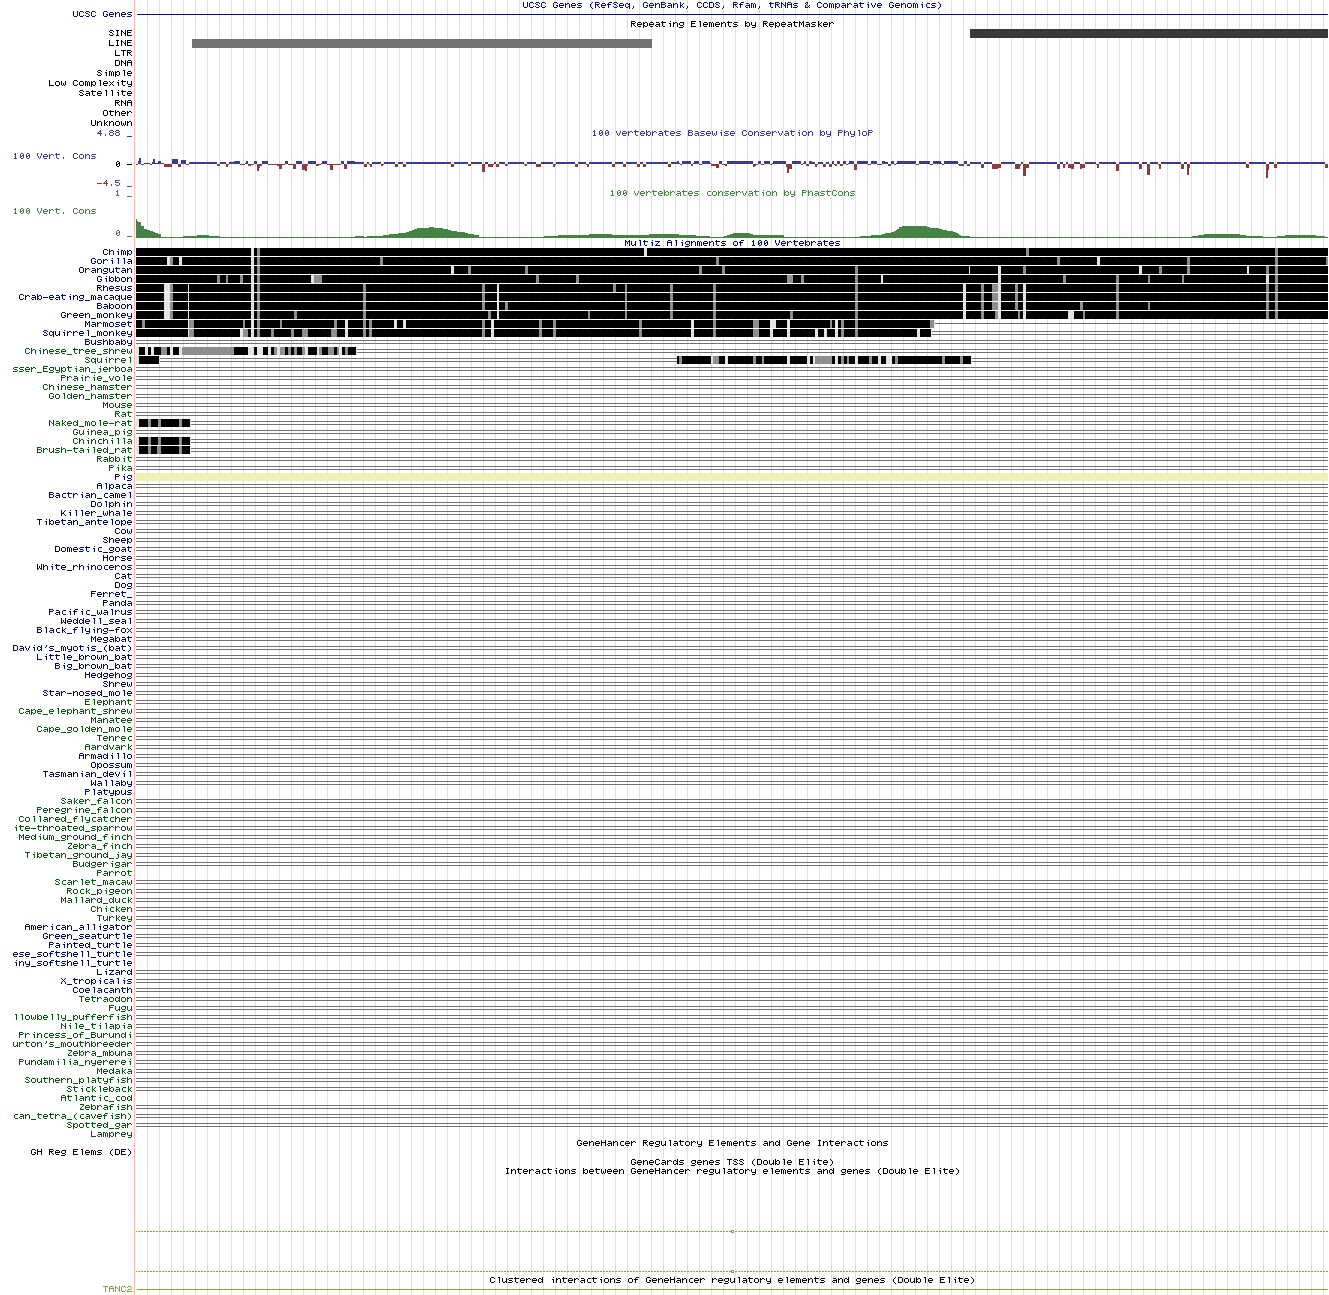 UCSC Genes (RefSeq, GenBank, CCDS, Rfam, tRNAs & Comparative Genomics)
UCSC Genes
Repeating Elements by RepeatMasker
SINE
LINE
LTR
DNA
Simple
Low Complexity
Satellite
RNA
Other
Unknown
4.88 _
100 vertebrates Basewise Conservation by PhyloP
100 Vert. Cons
0 _
-4.5 _
1 _
100 vertebrates conservation by PhastCons
100 Vert. Cons
0 _
Multiz Alignments of 100 Vertebrates
Chimp
Gorilla
Orangutan
Gibbon
Rhesus
Crab-eating_macaque
Baboon
Green_monkey
Marmoset
Squirrel_monkey
Bushbaby
Chinese_tree_shrew
Squirrel
sser_Egyptian_jerboa
Prairie_vole
Chinese_hamster
Golden_hamster
Mouse
Rat
Naked_mole-rat
Guinea_pig
Chinchilla
Brush-tailed_rat
Rabbit
Pika
Pig
Alpaca
Bactrian_camel
Dolphin
Killer_whale
Tibetan_antelope
Cow
Sheep
Domestic_goat
Horse
White_rhinoceros
Cat
Dog
Ferret_
Panda
Pacific_walrus
Weddell_seal
Black_flying-fox
Megabat
David's_myotis_(bat)
Little_brown_bat
Big_brown_bat
Hedgehog
Shrew
Star-nosed_mole
Elephant
Cape_elephant_shrew
Manatee
Cape_golden_mole
Tenrec
Aardvark
Armadillo
Opossum
Tasmanian_devil
Wallaby
Platypus
Saker_falcon
Peregrine_falcon
Collared_flycatcher
ite-throated_sparrow
Medium_ground_finch
Zebra_finch
Tibetan_ground_jay
Budgerigar
Parrot
Scarlet_macaw
Rock_pigeon
Mallard_duck
Chicken
Turkey
American_alligator
Green_seaturtle
Painted_turtle
ese_softshell_turtle
iny_softshell_turtle
Lizard
X_tropicalis
Coelacanth
Tetraodon
Fugu
llowbelly_pufferfish
Nile_tilapia
Princess_of_Burundi
urton's_mouthbreeder
Zebra_mbuna
Pundamilia_nyererei
Medaka
Southern_platyfish
Stickleback
Atlantic_cod
Zebrafish
can_tetra_(cavefish)
Spotted_gar
Lamprey
GeneHancer Regulatory Elements and Gene Interactions
GH Reg Elems (DE)
GeneCards genes TSS (Double Elite)
Interactions between GeneHancer regulatory elements and genes (Double Elite)
Clustered interactions of GeneHancer regulatory elements and genes (Double Elite)
TANC2